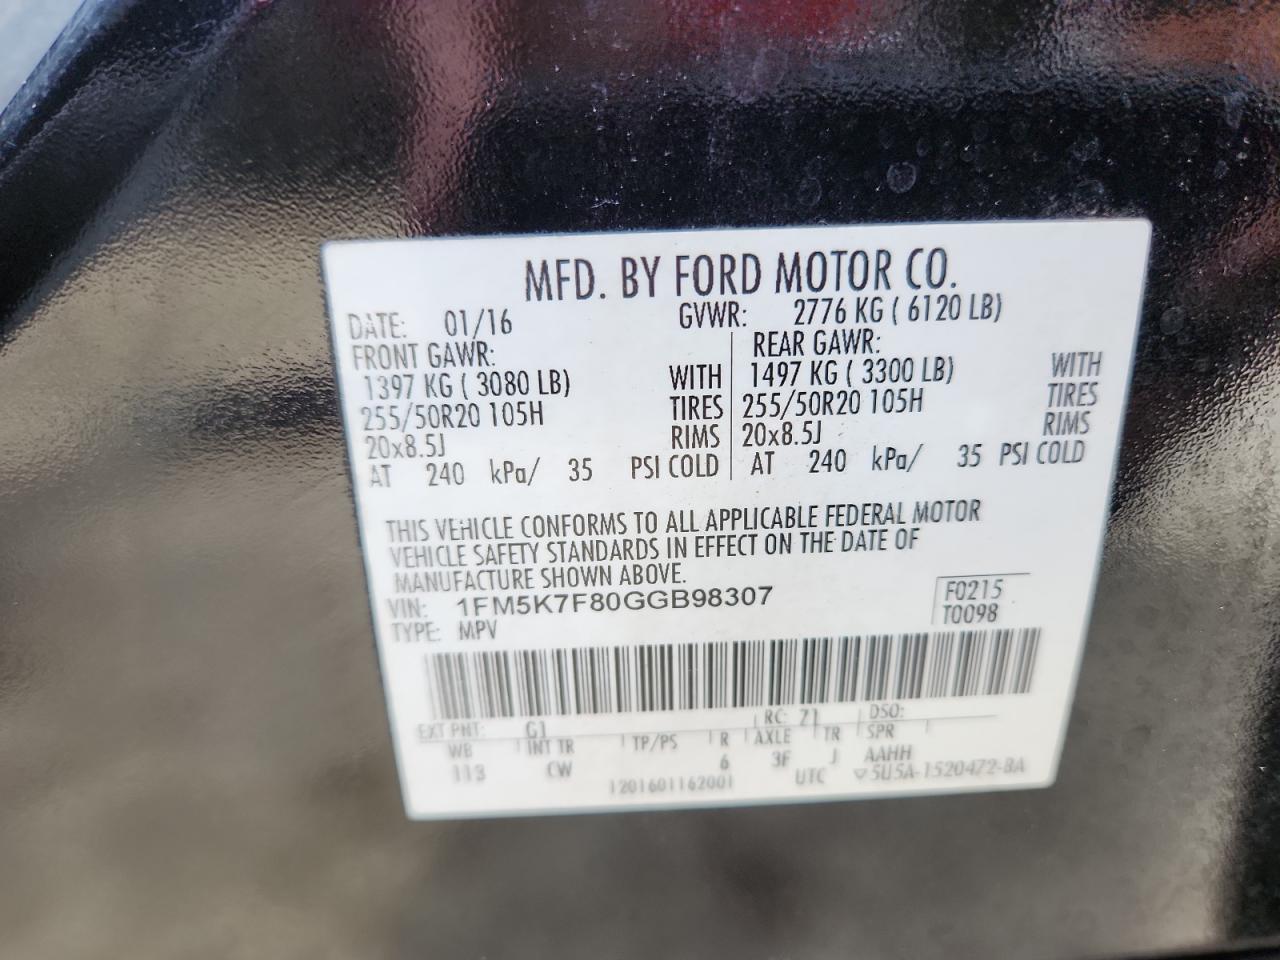 MFD. BY FORD MOTOR CO.
DATE: 01/16 GVWR: 2776 KG ( 6120 LB)
FRONT GAWR: REAR GAWR:
1397 KG ( 3080 LB) WITH 1497 KG ( 3300 LB) WITH
255/50R20 105H TIRES 255/50R20 105H TIRES
20x8.5J RIMS 20x8.5J RIMS
AT 240 kPa/ 35 PSI COLD AT 240 kPa/ 35 PSI COLD
THIS VEHICLE CONFORMS TO ALL APPLICABLE FEDERAL MOTOR
VEHICLE SAFETY STANDARDS IN EFFECT ON THE DATE OF
MANUFACTURE SHOWN ABOVE.
VIN: 1FM5K7F80GGB98307 F0215
TYPE: MPV T0098
EXT PNT: G1 RC: 71 DSO:
WB INT TR TP/PS R AXLE TR SPR
113 CW 6 3F J AAHH
1201601162001 UTC ▽5U5A-1520472-BA